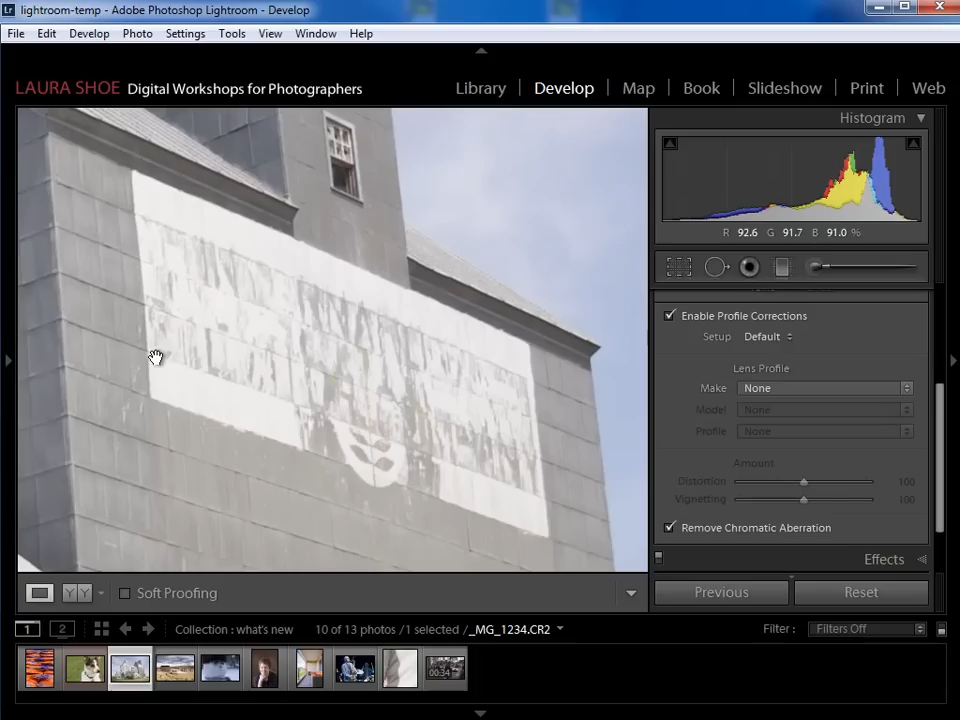 lightroom-temp - Adobe Photoshop Lightroom - Develop
File Edit Develop Photo Settings Tools View Window Help
LAURA SHOE Digital Workshops for Photographers
Library Develop Map Book Slideshow Print Web
Histogram
R 92.6 G 91.7 B 91.0 %
Enable Profile Corrections
Setup Default
Lens Profile
Make None
Model None
Profile None
Amount
Distortion 100
Vignetting 100
Remove Chromatic Aberration
Effects
Soft Proofing
Previous Reset
1 2 Collection : what's new 10 of 13 photos /1 selected /_MG_1234.CR2 Filter : Filters Off
00:34